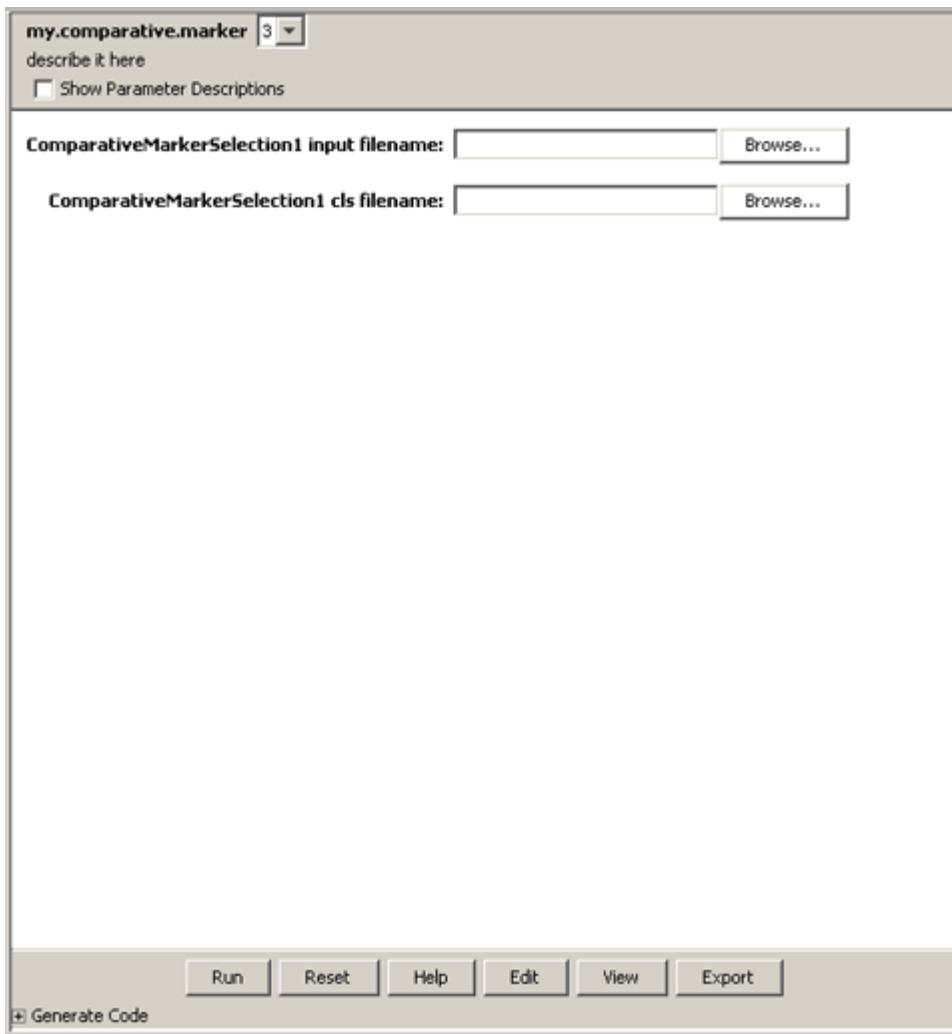 my.comparative.marker 3
describe it here
Show Parameter Descriptions
ComparativeMarkerSelection1 input filename: Browse...
ComparativeMarkerSelection1 cls filename: Browse...
Run Reset Help Edit View Export
Generate Code